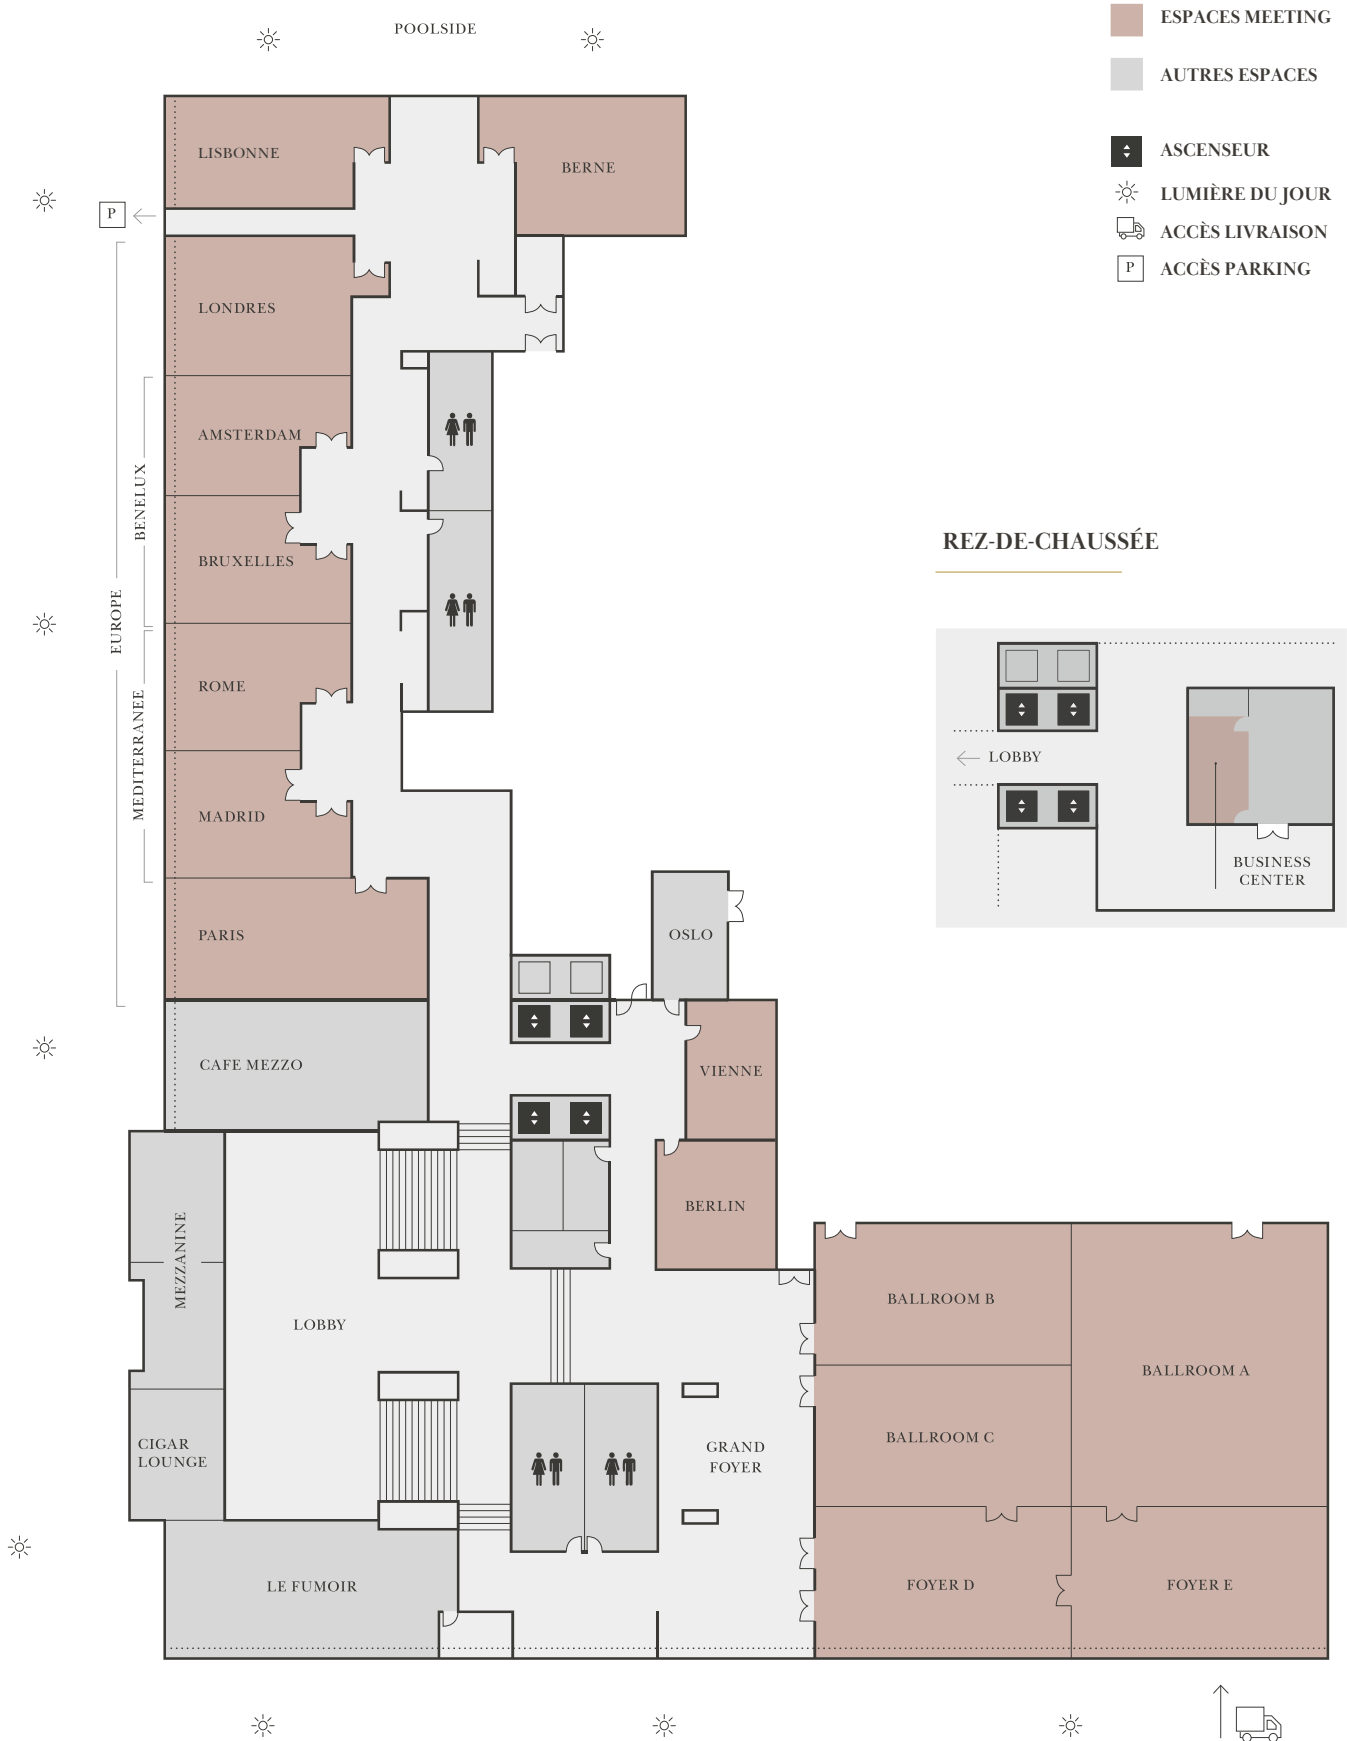 POOLSIDE
ESPACES MEETING
AUTRES ESPACES
ASCENSEUR
LUMIÈRE DU JOUR
ACCÈS LIVRAISON
P
ACCÈS PARKING
LISBONNE
BERNE
P
LONDRES
AMSTERDAM
BENELUX
BRUXELLES
EUROPE
ROME
MEDITERRANEE
MADRID
PARIS
REZ-DE-CHAUSSÉE
LOBBY
BUSINESS
CENTER
OSLO
CAFE MEZZO
VIENNE
BERLIN
MEZZANINE
LOBBY
BALLROOM B
BALLROOM A
BALLROOM C
CIGAR
LOUNGE
GRAND
FOYER
LE FUMOIR
FOYER D
FOYER E